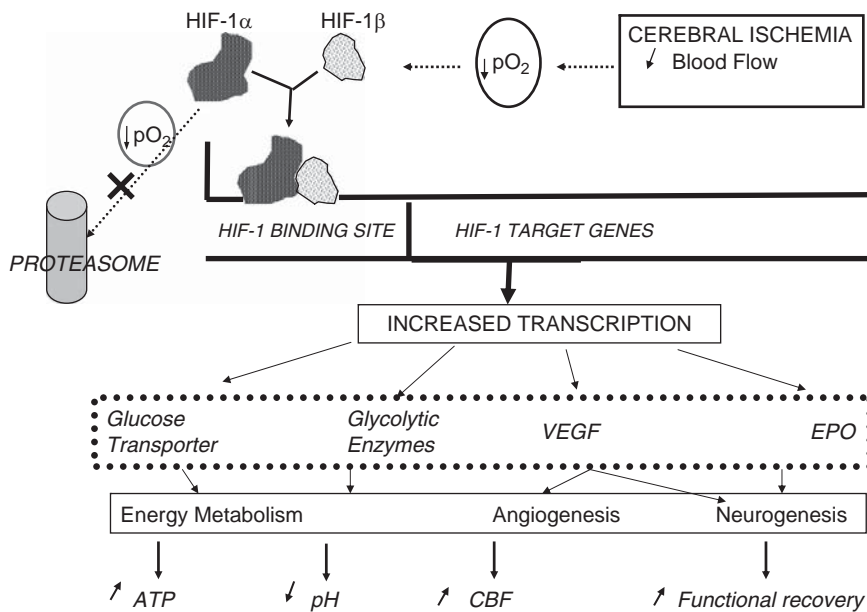 HIF-1α
HIF-1β
CEREBRAL ISCHEMIA
↓ Blood Flow
↓ pO₂
↓ pO₂
HIF-1 BINDING SITE
HIF-1 TARGET GENES
PROTEASOME
INCREASED TRANSCRIPTION
Glucose
Transporter
Glycolytic
Enzymes
VEGF
EPO
Energy Metabolism
Angiogenesis
Neurogenesis
ATP
pH
CBF
Functional recovery